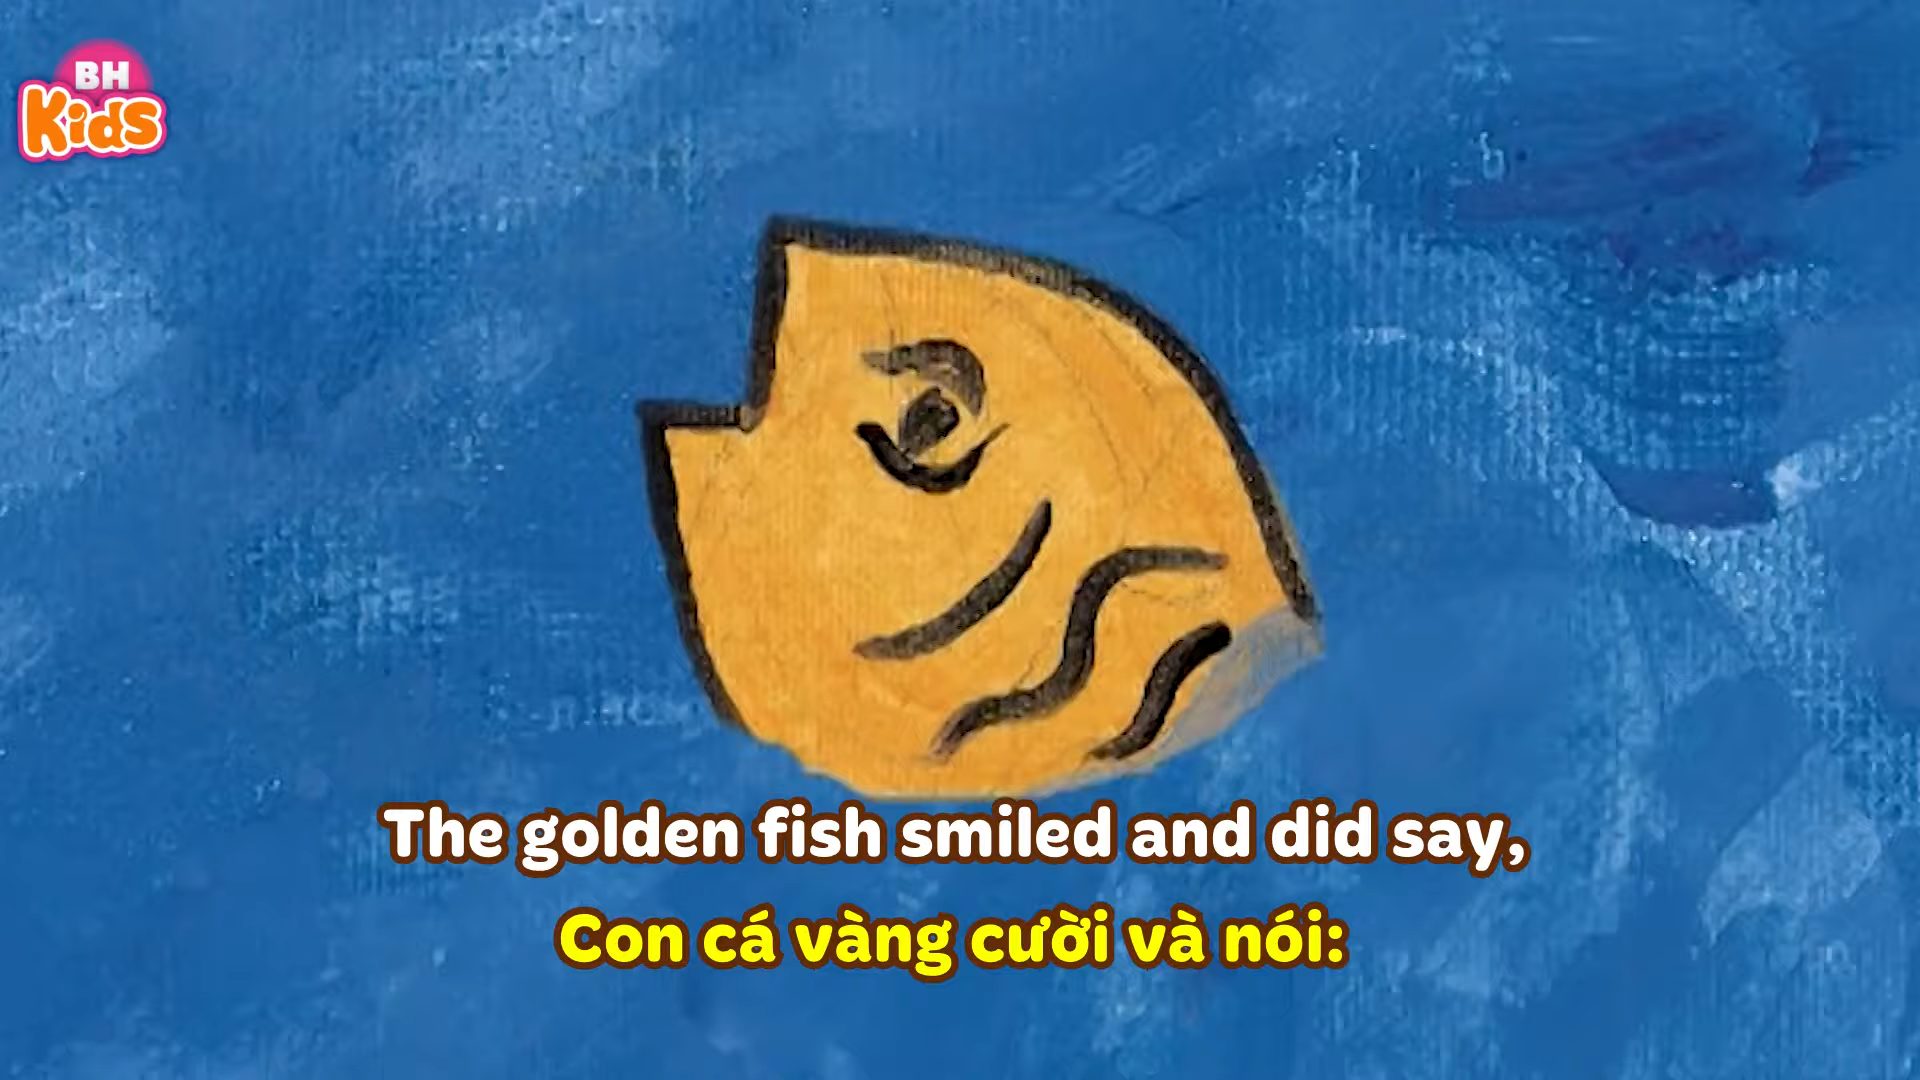 BH
Kids
The golden fish smiled and did say,
Con cá vàng cười và nói: